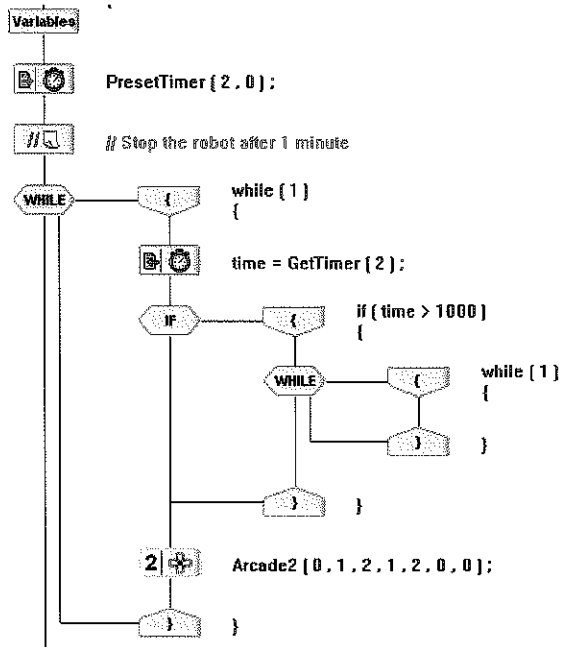 {
Variables
PresetTimer ( 2 , 0 ) ;
// // Stop the robot after 1 minute
WHILE { while ( 1 )
{
time = GetTimer ( 2 ) ;
IF { if ( time > 1000 )
{
WHILE { while ( 1 )
{
} }
} }
2 Arcade2 ( 0 , 1 , 2 , 1 , 2 , 0 , 0 ) ;
} }